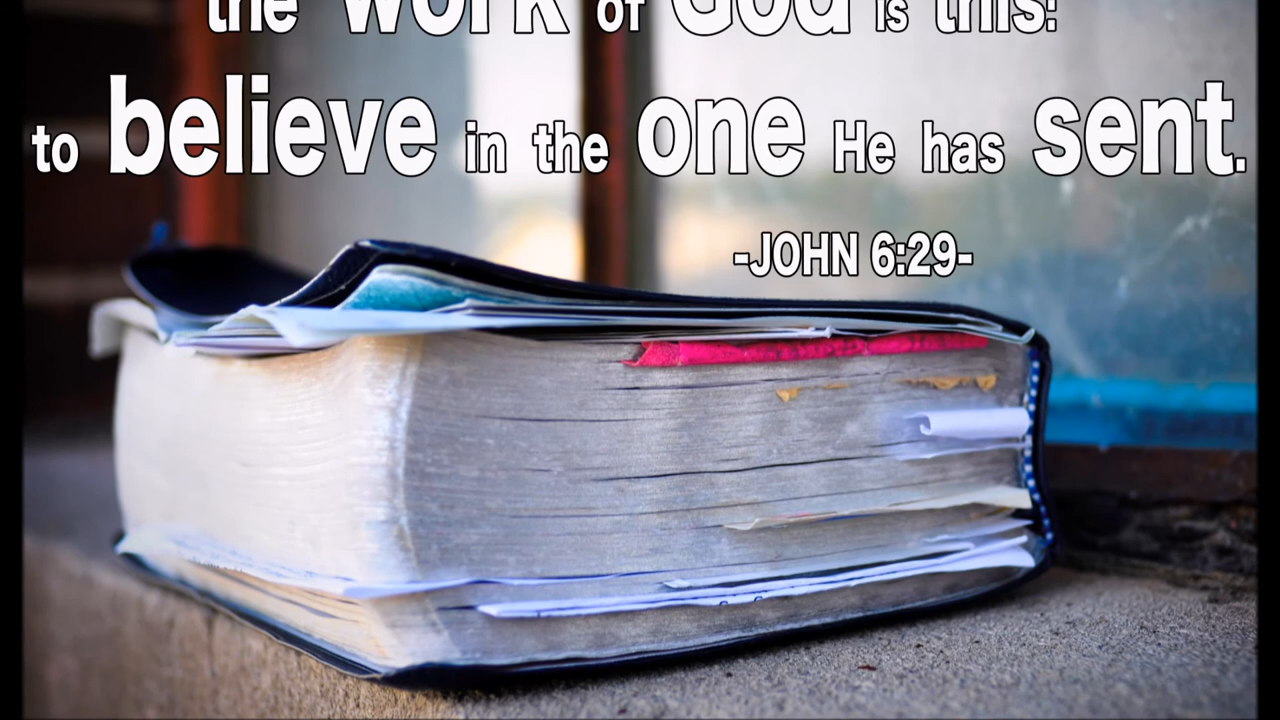 the work of God is this:
to believe in the one He has sent.
-JOHN 6:29-